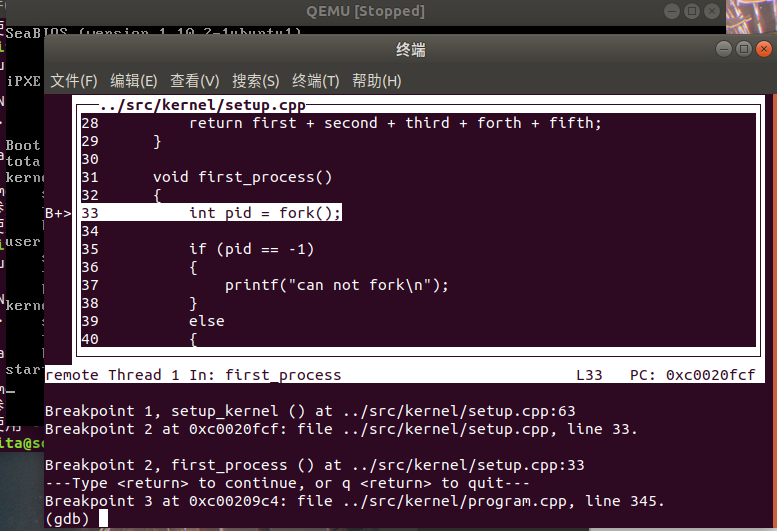 QEMU [Stopped]
SeaBIOS (version 1.10.2-1ubuntu1)
终端
iPXE
文件(F) 编辑(E) 查看(V) 搜索(S) 终端(T) 帮助(H)
../src/kernel/setup.cpp
28 return first + second + third + forth + fifth;
29 }
30
31 void first_process()
32 {
B+> 33 int pid = fork();
34
35 if (pid == -1)
36 {
37 printf("can not fork\n");
38 }
39 else
40 {
Boot
tota
kern
user
kern
star
remote Thread 1 In: first_process L33 PC: 0xc0020fcf
Breakpoint 1, setup_kernel () at ../src/kernel/setup.cpp:63
Breakpoint 2 at 0xc0020fcf: file ../src/kernel/setup.cpp, line 33.
Breakpoint 2, first_process () at ../src/kernel/setup.cpp:33
---Type <return> to continue, or q <return> to quit---
Breakpoint 3 at 0xc00209c4: file ../src/kernel/program.cpp, line 345.
(gdb)
ita@s